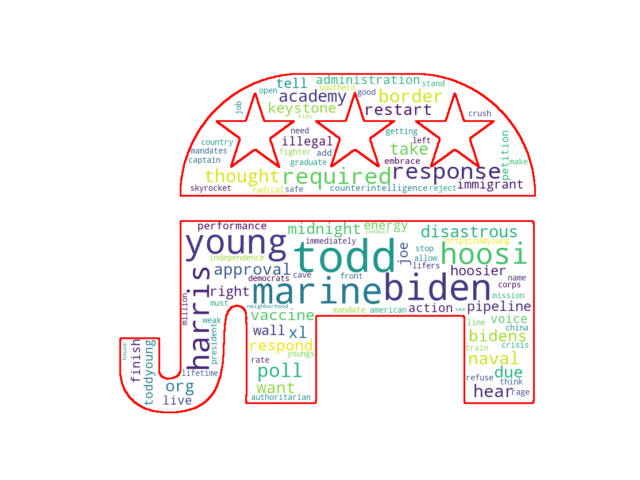 tell administration stand
open southern
academy good border
job keystone restart
kids crush
need getting
country illegal left
mandates fighter add take petition
captain graduate embrace make
thought required response
skyrocket radical safe counterintelligence reject immigrant
performance midnight energy disastrous
conduct
young immediately todd joe httpstoddyoung
independence stop hoosi
approval allow
democrats cave front lifers hoosier name
harris right marine biden corps
million must mission
neighborhood mandate american action pipeline
weak vaccine line voice
president wall xl china
house finish respond bidens crisis
toddyoung rate youngs train naval
lifetime poll due
org want refuse think
live authoritarian hear rage